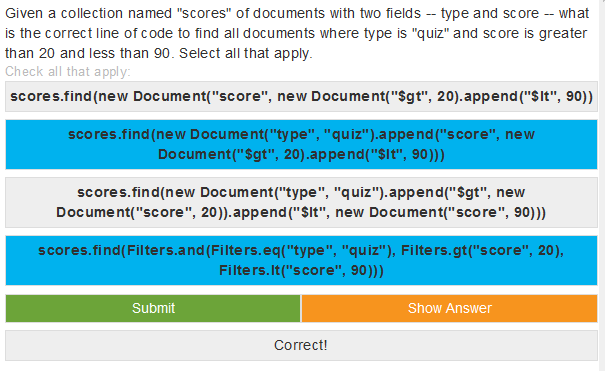 Given a collection named "scores" of documents with two fields -- type and score -- what
is the correct line of code to find all documents where type is "quiz" and score is greater
than 20 and less than 90. Select all that apply.
Check all that apply:
scores.find(new Document("score", new Document("$gt", 20).append("$lt", 90))
scores.find(new Document("type", "quiz").append("score", new
Document("$gt", 20).append("$lt", 90)))
scores.find(new Document("type", "quiz").append("$gt", new
Document("score", 20)).append("$lt", new Document("score", 90)))
scores.find(Filters.and(Filters.eq("type", "quiz"), Filters.gt("score", 20),
Filters.lt("score", 90)))
Submit
Show Answer
Correct!